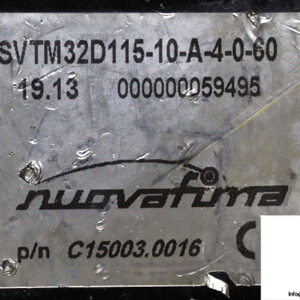 SVTM32D115-10-A-4-0-60
19.13 000000059495
nuovafima
p/n C15003.0016